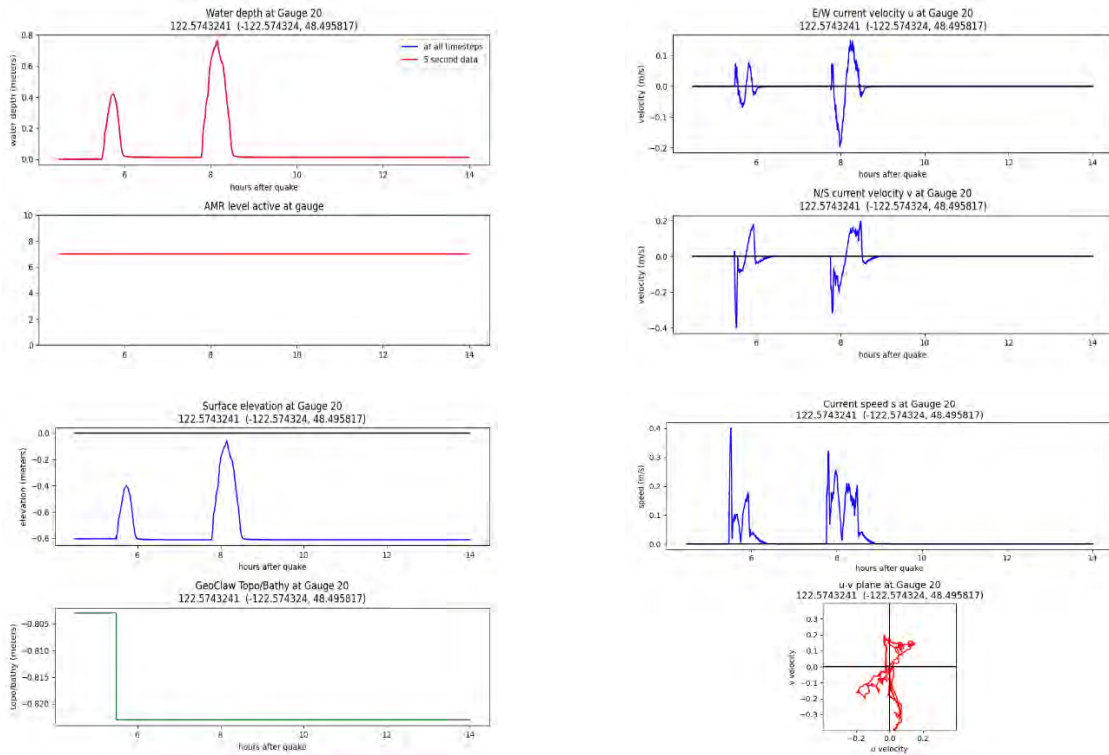 Water depth at Gauge 20
122.5743241 (-122.574324, 48.495817)
0.8
0.6
0.4
0.2
0.0
water depth (meters)
at all timesteps
5 second data
6
8
10
12
14
hours after quake
AMR level active at gauge
10
8
6
4
2
0
6
8
10
12
14
hours after quake
Surface elevation at Gauge 20
122.5743241 (-122.574324, 48.495817)
0.0
−0.2
−0.4
−0.6
−0.8
elevation (meters)
6
8
10
12
14
hours after quake
GeoClaw Topo/Bathy at Gauge 20
122.5743241 (-122.574324, 48.495817)
−0.805
−0.810
−0.815
−0.820
topo/bathy (meters)
6
8
10
12
14
hours after quake
E/W current velocity u at Gauge 20
122.5743241 (-122.574324, 48.495817)
0.1
0.0
−0.1
−0.2
velocity (m/s)
6
8
10
12
14
hours after quake
N/S current velocity v at Gauge 20
122.5743241 (-122.574324, 48.495817)
0.2
0.0
−0.2
−0.4
velocity (m/s)
6
8
10
12
14
hours after quake
Current speed s at Gauge 20
122.5743241 (-122.574324, 48.495817)
0.4
0.3
0.2
0.1
0.0
speed (m/s)
6
8
10
12
14
hours after quake
u-v plane at Gauge 20
122.5743241 (-122.574324, 48.495817)
0.3
0.2
0.1
0.0
−0.1
−0.2
−0.3
v velocity
−0.2
0.0
0.2
u velocity